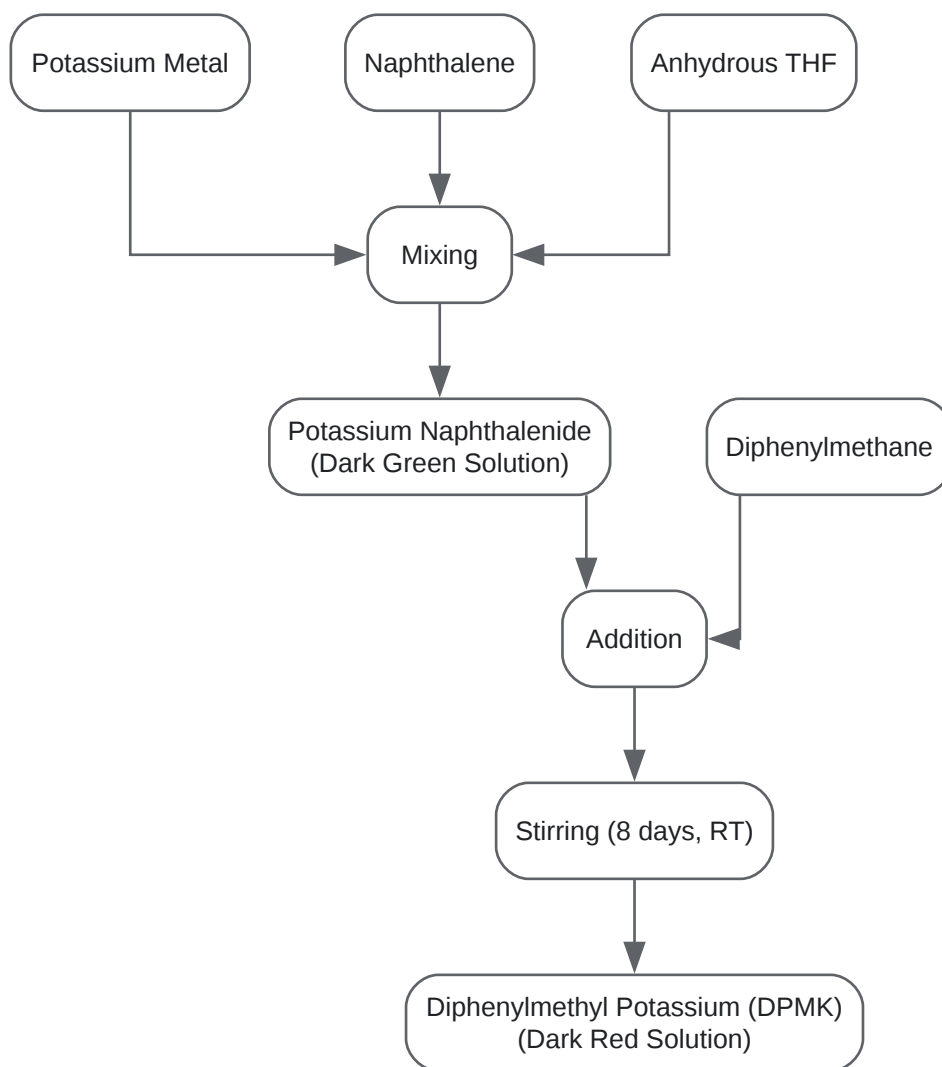 Potassium Metal
Naphthalene
Anhydrous THF
Mixing
Potassium Naphthalenide
(Dark Green Solution)
Diphenylmethane
Addition
Stirring (8 days, RT)
Diphenylmethyl Potassium (DPMK)
(Dark Red Solution)